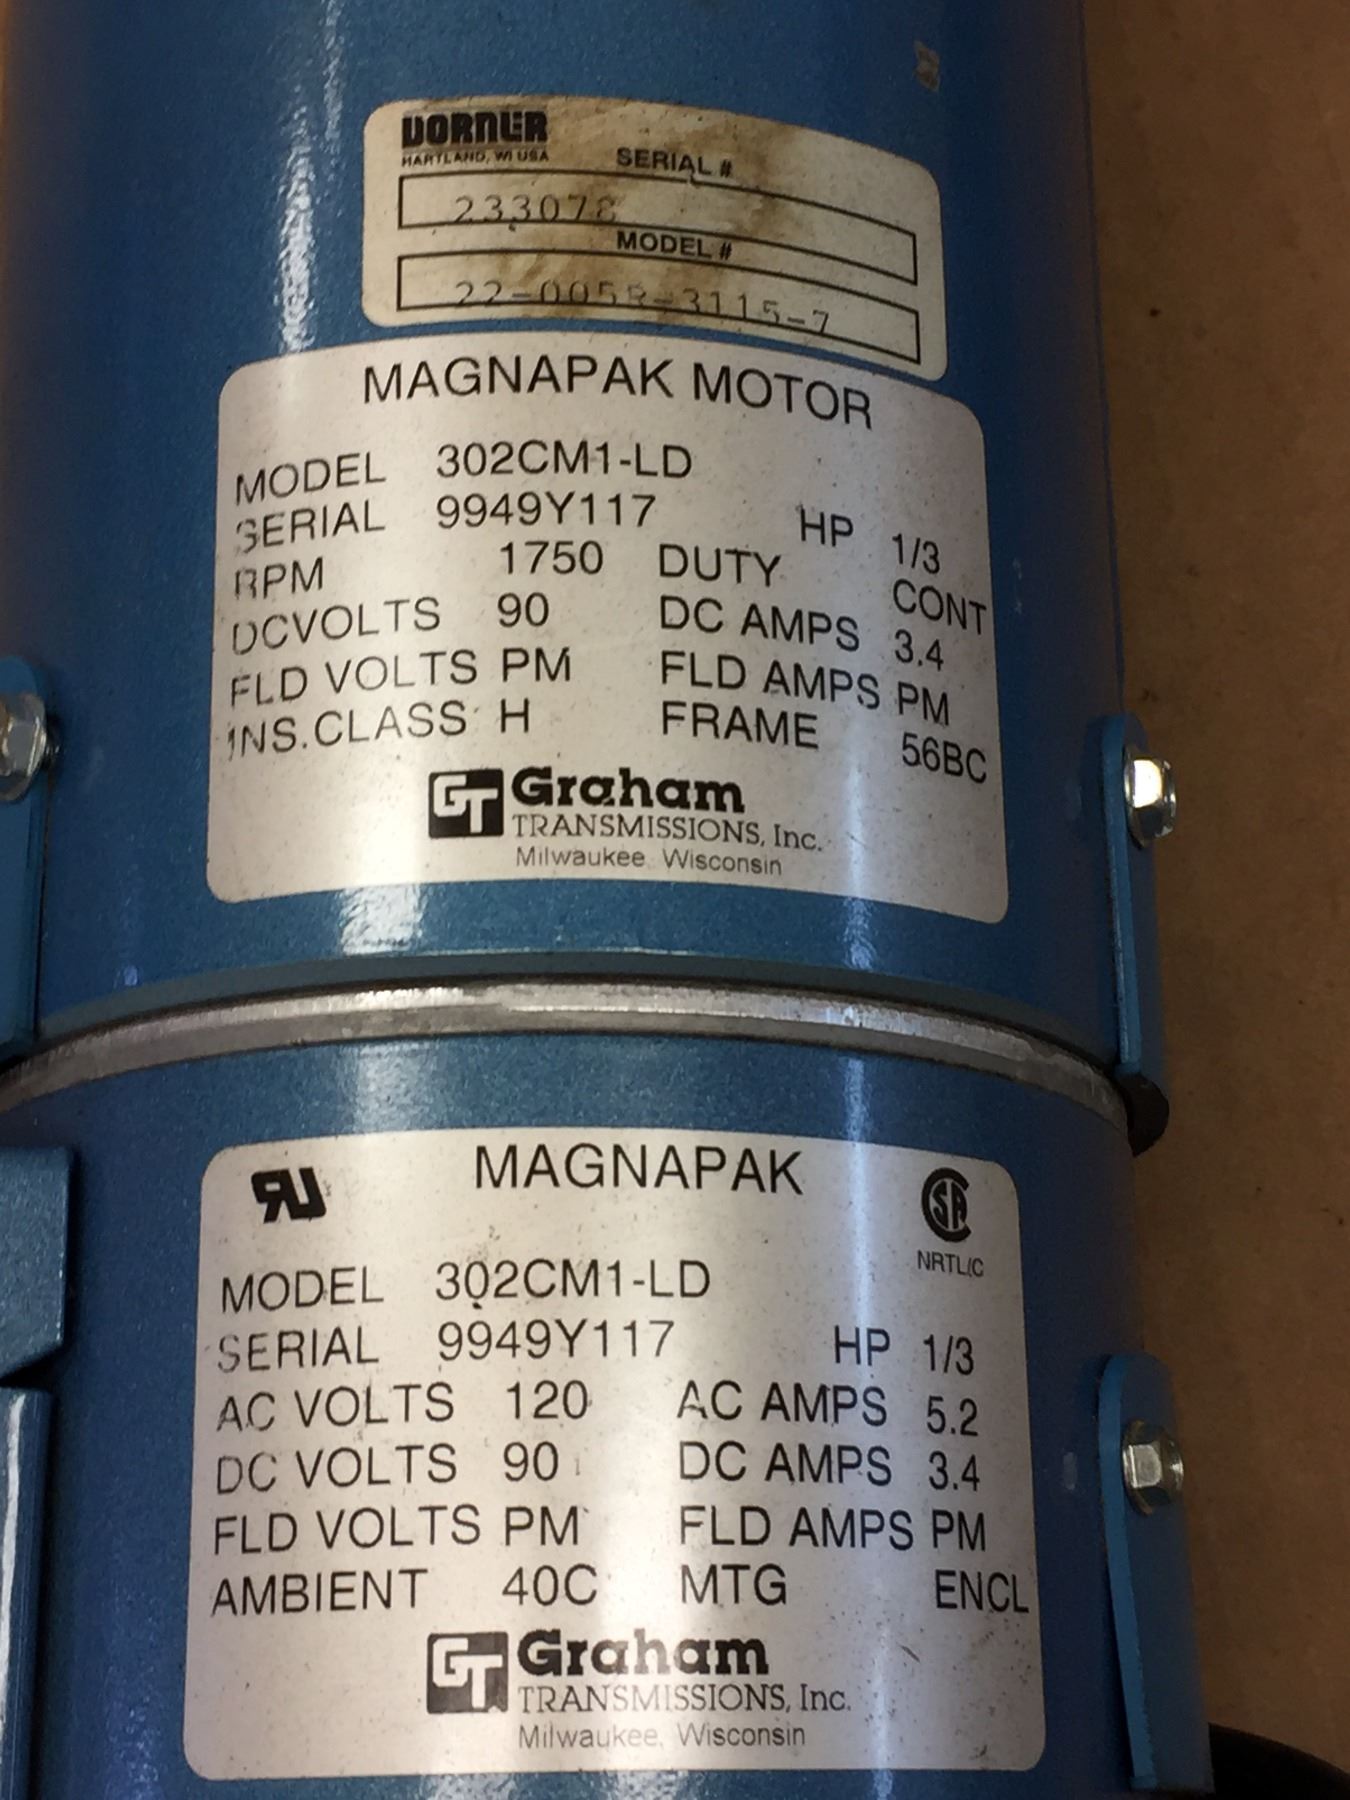 DORNER
HARTLAND, WI USA
SERIAL #
233078
MODEL #
22-005R-3115-7
MAGNAPAK MOTOR
MODEL 302CM1-LD
SERIAL 9949Y117 HP 1/3
RPM 1750 DUTY CONT
DCVOLTS 90 DC AMPS 3.4
FLD VOLTS PM FLD AMPS PM
INS.CLASS H FRAME 56BC
GT Graham
TRANSMISSIONS, Inc.
Milwaukee, Wisconsin
RU MAGNAPAK SA
NRTL/C
MODEL 302CM1-LD
SERIAL 9949Y117 HP 1/3
AC VOLTS 120 AC AMPS 5.2
DC VOLTS 90 DC AMPS 3.4
FLD VOLTS PM FLD AMPS PM
AMBIENT 40C MTG ENCL
GT Graham
TRANSMISSIONS, Inc.
Milwaukee, Wisconsin